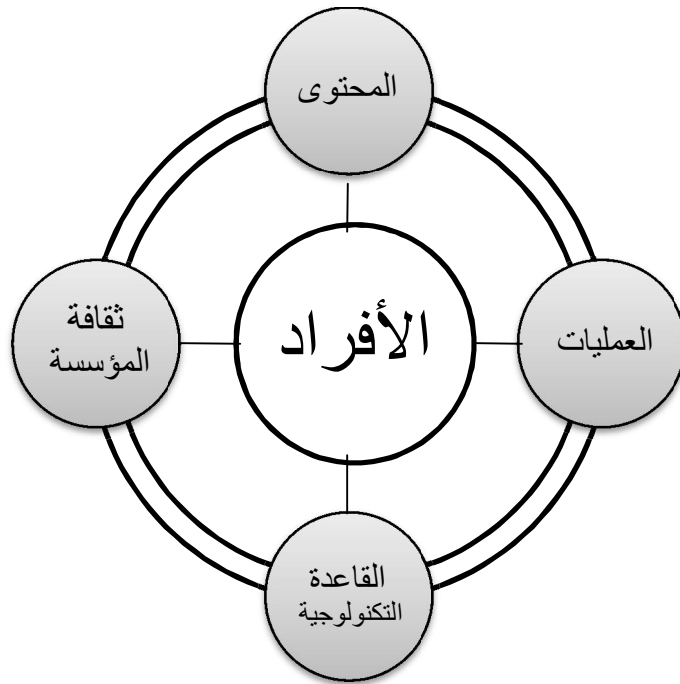 المحتوى
العمليات
الأفراد
ثقافة
المؤسسة
القاعدة
التكنولوجية